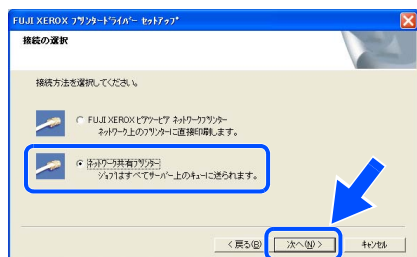 FUJI XEROX ﾌﾟﾘﾝﾀｰﾄﾞﾗｲﾊﾞｰ ｾｯﾄｱｯﾌﾟ
接続の選択
接続方法を選択してください。
FUJI XEROX ﾋﾟｱﾂｰﾋﾟｱ ﾈｯﾄﾜｰｸﾌﾟﾘﾝﾀｰ
ﾈｯﾄﾜｰｸ上のﾌﾟﾘﾝﾀｰに直接印刷します。
ﾈｯﾄﾜｰｸ共有ﾌﾟﾘﾝﾀｰ
ｼﾞｮﾌﾞはすべてｻｰﾊﾞｰ上のｷｭｰに送られます。
< 戻る(B) 次へ(N) > ｷｬﾝｾﾙ